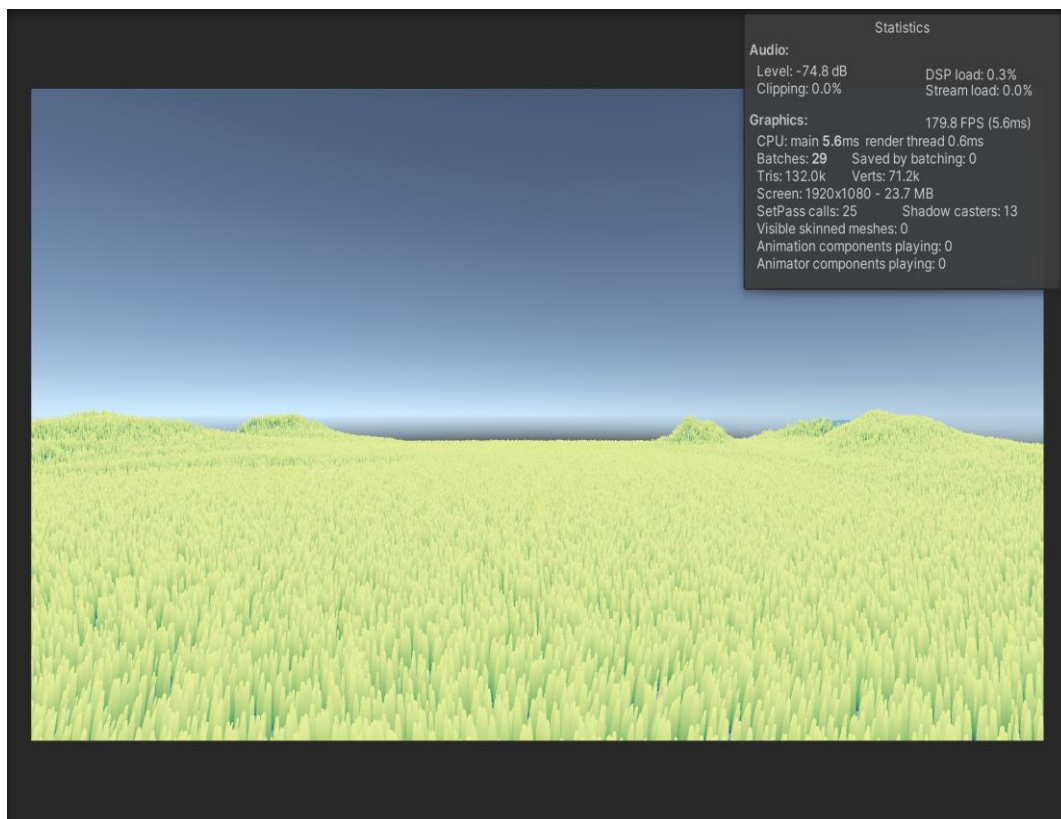 Statistics
Audio:
Level: -74.8 dB DSP load: 0.3%
Clipping: 0.0% Stream load: 0.0%
Graphics: 179.8 FPS (5.6ms)
CPU: main 5.6ms render thread 0.6ms
Batches: 29 Saved by batching: 0
Tris: 132.0k Verts: 71.2k
Screen: 1920x1080 - 23.7 MB
SetPass calls: 25 Shadow casters: 13
Visible skinned meshes: 0
Animation components playing: 0
Animator components playing: 0